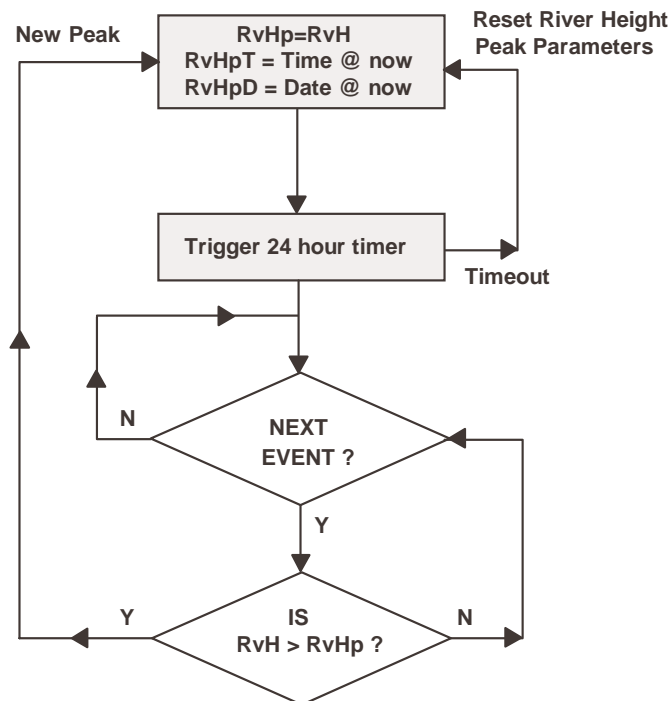 New Peak
RvHp=RvH
RvHpT = Time @ now
RvHpD = Date @ now
Reset River Height
Peak Parameters
Trigger 24 hour timer
Timeout
N
NEXT
EVENT ?
Y
Y
IS
RvH > RvHp ?
N